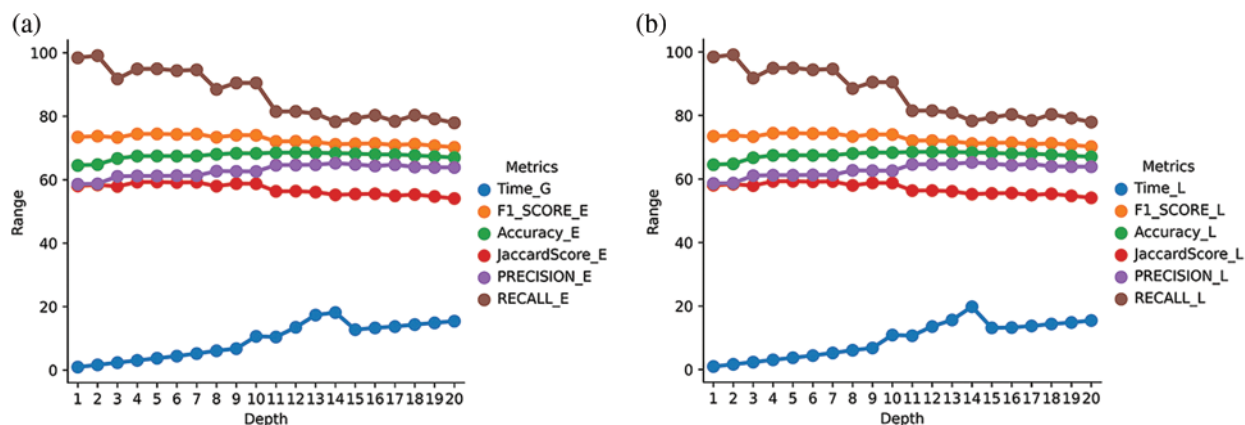 (a)
100
80
60
40
20
0
Range
1 2 3 4 5 6 7 8 9 10 11 12 13 14 15 16 17 18 19 20
Depth
Metrics
Time_G
F1_SCORE_E
Accuracy_E
JaccardScore_E
PRECISION_E
RECALL_E
(b)
100
80
60
40
20
0
Range
1 2 3 4 5 6 7 8 9 10 11 12 13 14 15 16 17 18 19 20
Depth
Metrics
Time_L
F1_SCORE_L
Accuracy_L
JaccardScore_L
PRECISION_L
RECALL_L